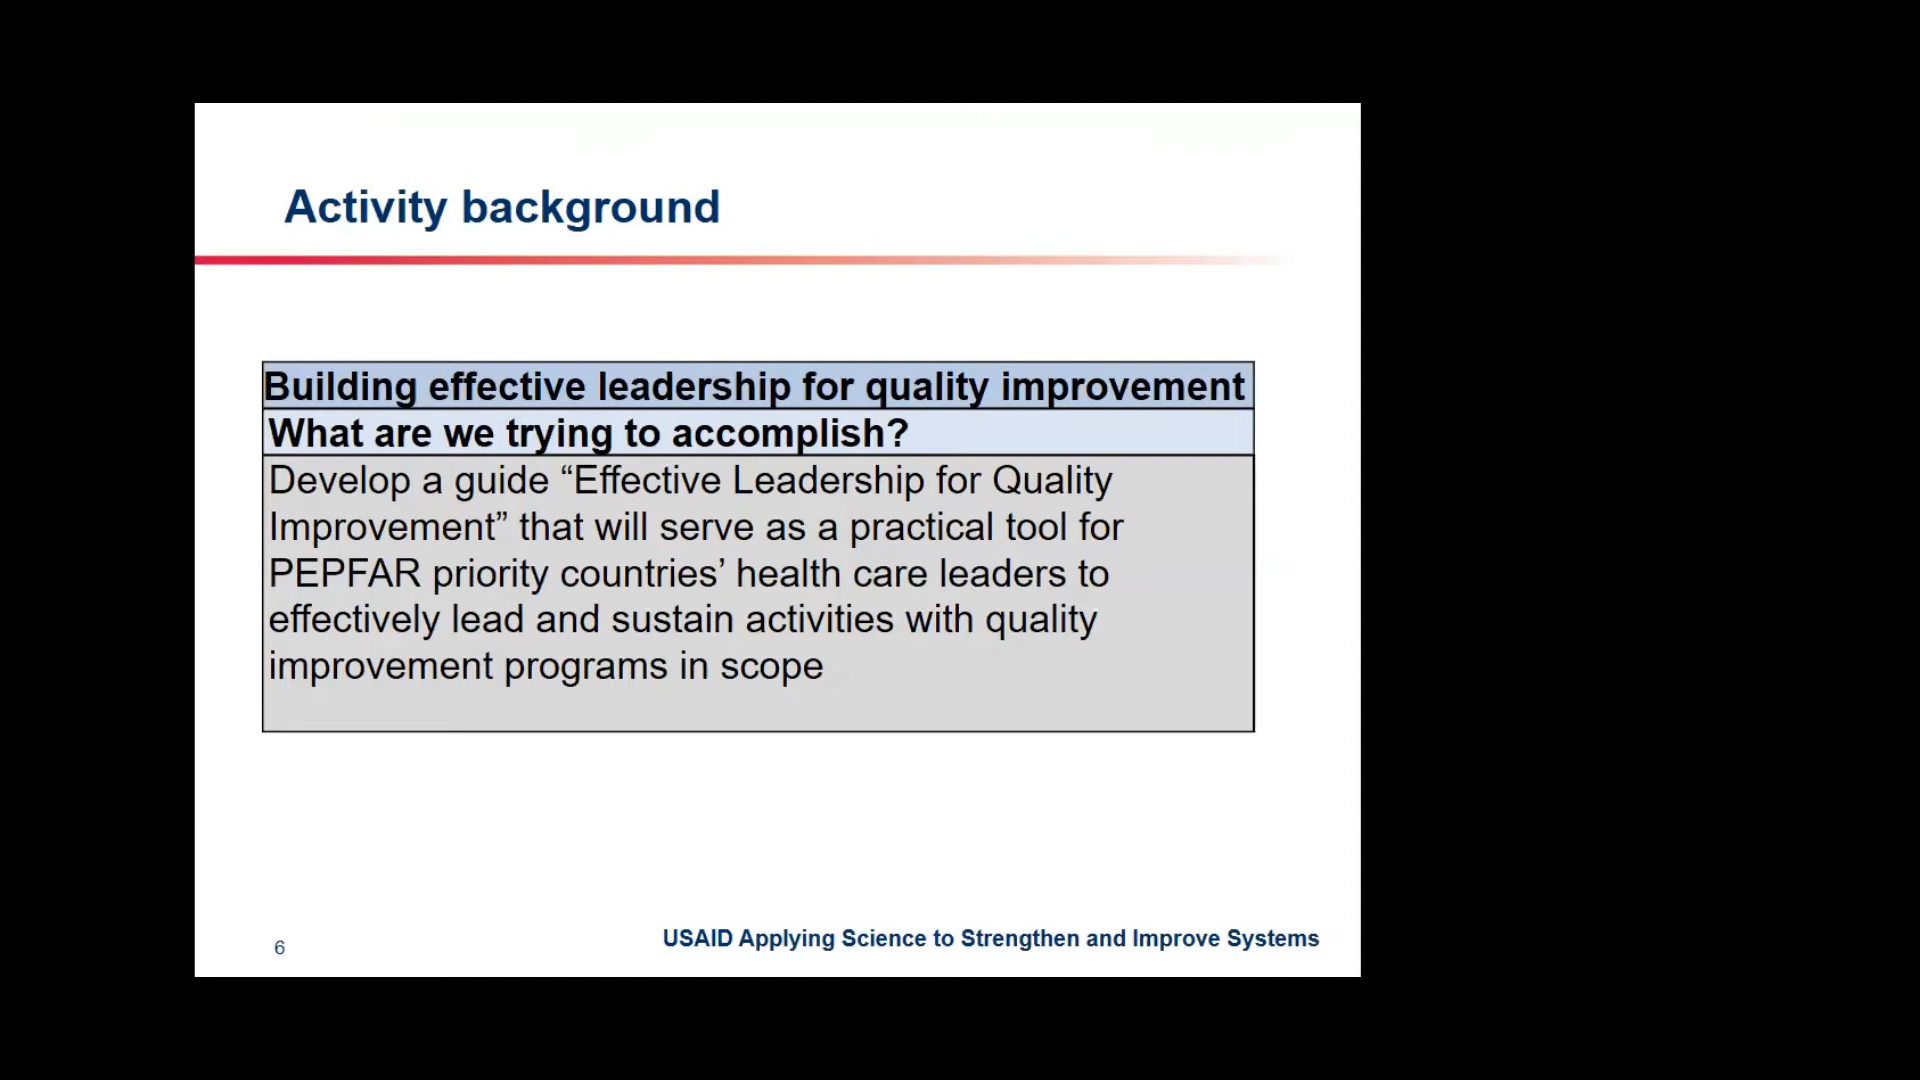 Activity background
Building effective leadership for quality improvement
What are we trying to accomplish?
Develop a guide “Effective Leadership for Quality
Improvement” that will serve as a practical tool for
PEPFAR priority countries’ health care leaders to
effectively lead and sustain activities with quality
improvement programs in scope
6
USAID Applying Science to Strengthen and Improve Systems